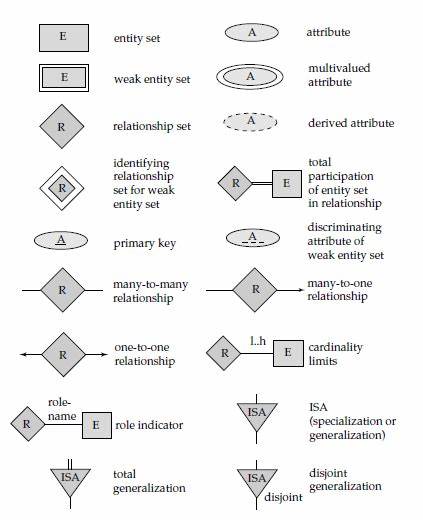 E
entity set
A
attribute
E
weak entity set
A
multivalued
attribute
R
relationship set
A
derived attribute
R
identifying
relationship
set for weak
entity set
R
E
total
participation
of entity set
in relationship
A
primary key
A
discriminating
attribute of
weak entity set
R
many-to-many
relationship
R
many-to-one
relationship
R
one-to-one
relationship
R
l..h
E
cardinality
limits
R
role-
name
E
role indicator
ISA
ISA
(specialization or
generalization)
ISA
total
generalization
ISA
disjoint
disjoint
generalization